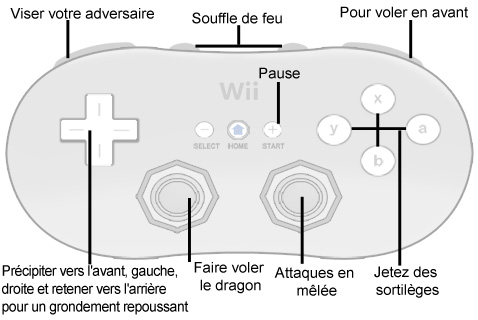 Viser votre adversaire
Souffle de feu
Pour voler en avant
Pause
Wii
SELECT
HOME
START
x
y
a
b
Précipiter vers l'avant, gauche,
droite et retener vers l'arrière
pour un grondement repoussant
Faire voler
le dragon
Attaques en
mêlée
Jetez des
sortilèges